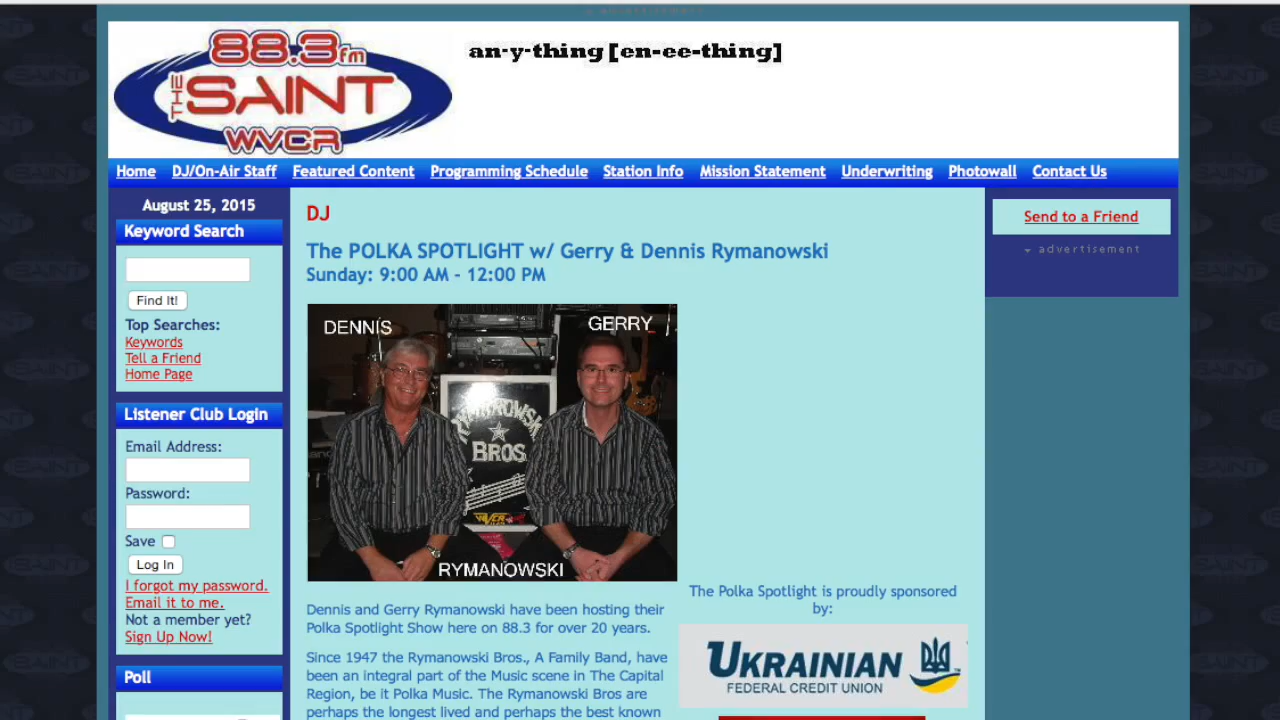 88.3fm
THE
SAINT
WVCR
an·y·thing [en-ee-thing]
Home DJ/On-Air Staff Featured Content Programming Schedule Station Info Mission Statement Underwriting Photowall Contact Us
August 25, 2015
Keyword Search
Find It!
Top Searches:
Keywords
Tell a Friend
Home Page
Listener Club Login
Email Address:
Password:
Save
Log In
I forgot my password.
Email it to me.
Not a member yet?
Sign Up Now!
Poll
DJ
The POLKA SPOTLIGHT w/ Gerry & Dennis Rymanowski
Sunday: 9:00 AM - 12:00 PM
DENNIS
GERRY
RYMANOWSKI
BROS
WVCR
RYMANOWSKI
Dennis and Gerry Rymanowski have been hosting their
Polka Spotlight Show here on 88.3 for over 20 years.
Since 1947 the Rymanowski Bros., A Family Band, have
been an integral part of the Music scene in The Capital
Region, be it Polka Music. The Rymanowski Bros are
perhaps the longest lived and perhaps the best known
The Polka Spotlight is proudly sponsored
by:
UKRAINIAN
FEDERAL CREDIT UNION
Send to a Friend
advertisement